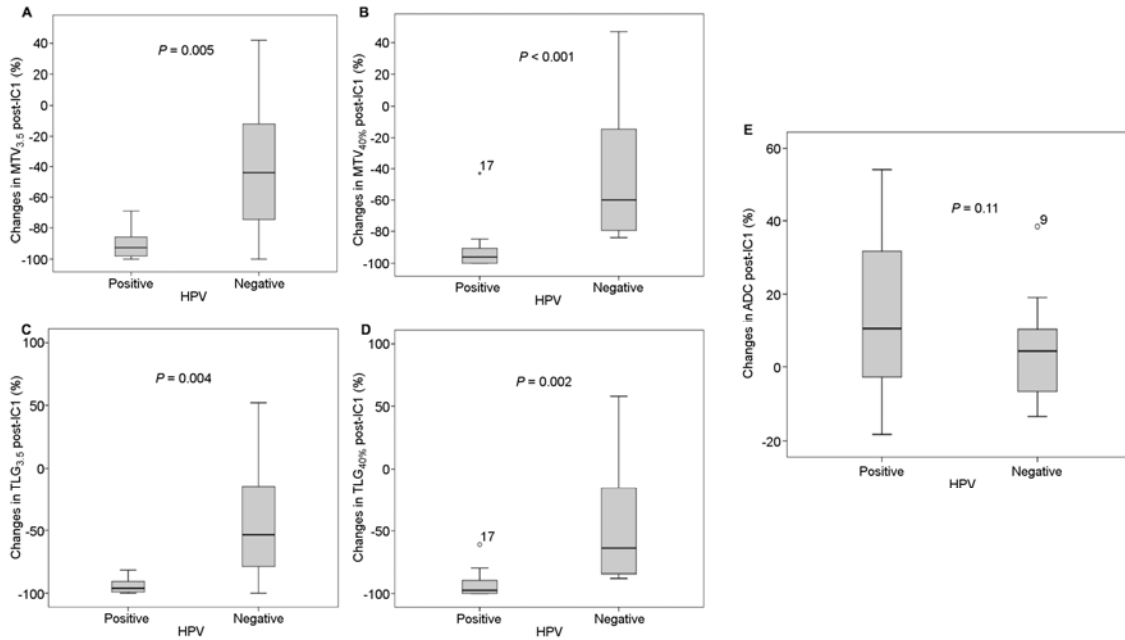 A
Changes in MTV3.5 post-IC1 (%)
40
20
0
-20
-40
-60
-80
-100
P = 0.005
Positive
Negative
HPV
B
Changes in MTV40% post-IC1 (%)
40
20
0
-20
-40
-60
-80
-100
P < 0.001
17
Positive
Negative
HPV
C
Changes in TLG3.5 post-IC1 (%)
100
50
0
-50
-100
P = 0.004
Positive
Negative
HPV
D
Changes in TLG40% post-IC1 (%)
100
50
0
-50
-100
P = 0.002
17
Positive
Negative
HPV
E
Changes in ADC post-IC1 (%)
60
40
20
0
-20
P = 0.11
9
Positive
Negative
HPV